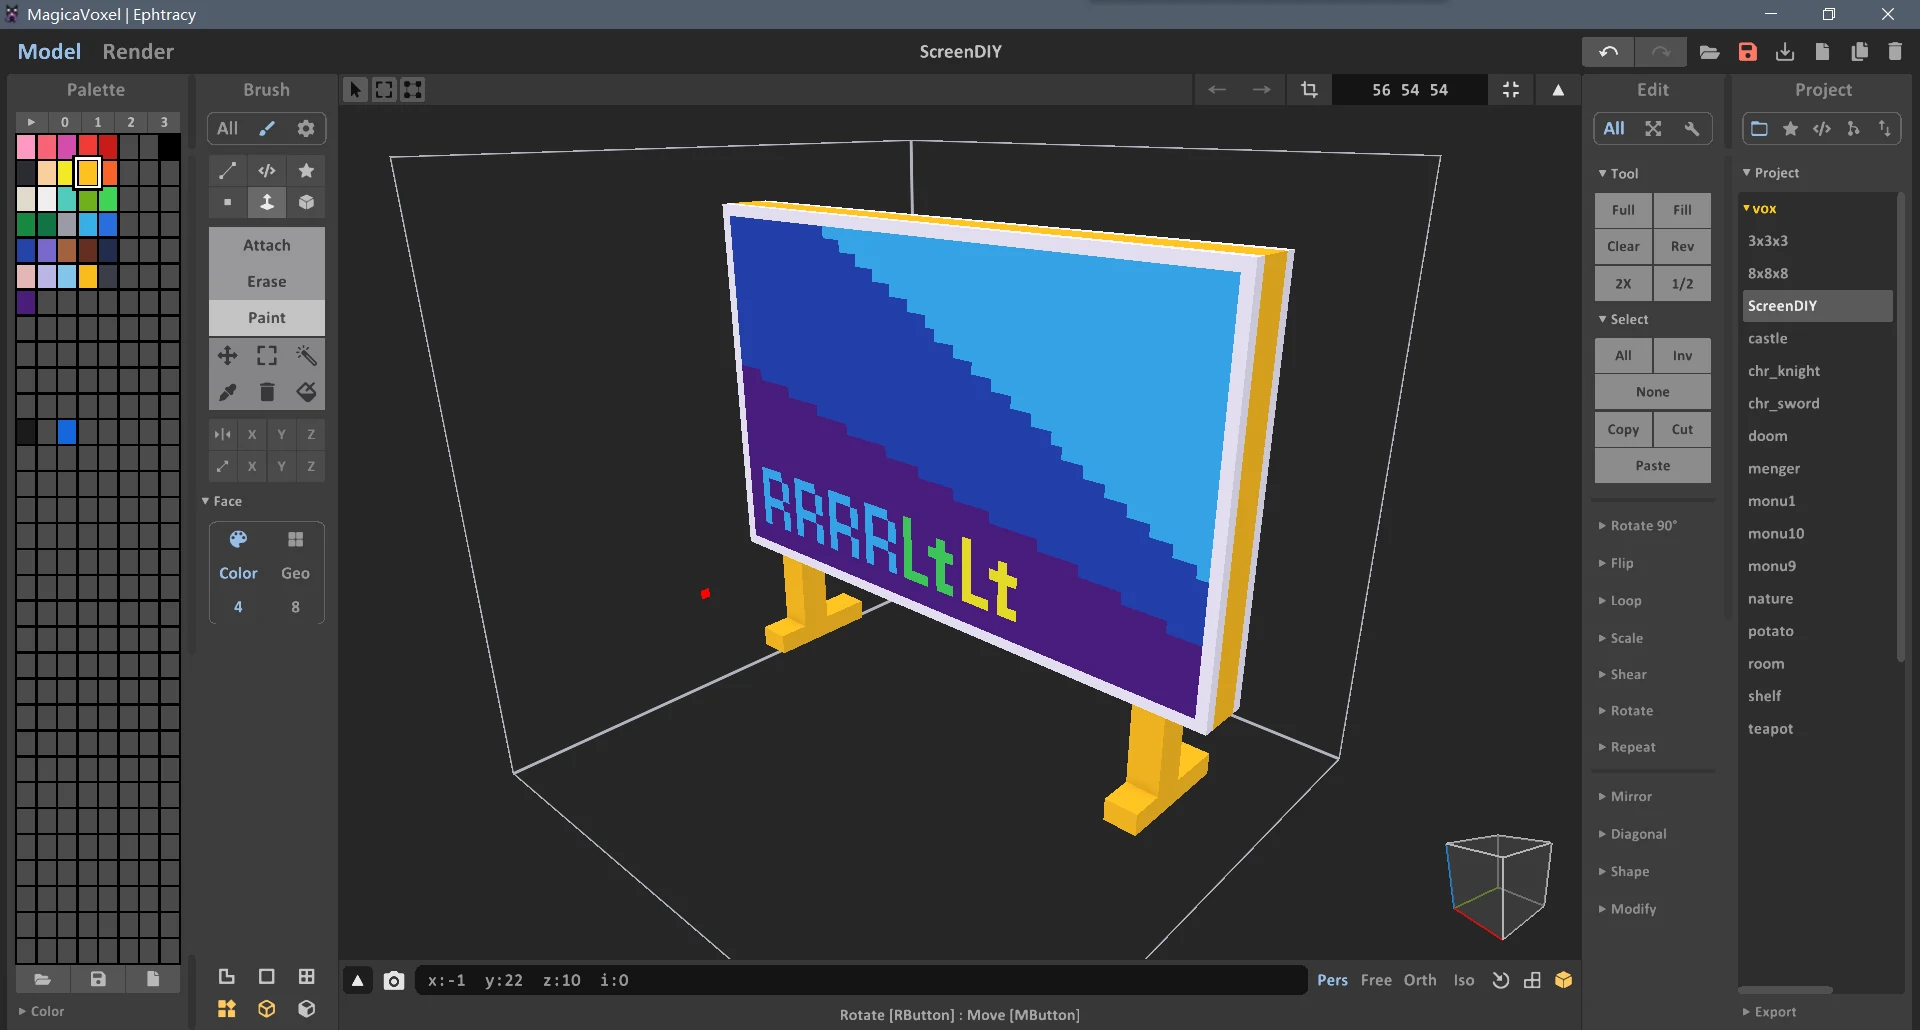 MagicaVoxel | Ephtracy
Model Render
ScreenDIY
Palette
0 1 2 3
Color
Brush
All
Attach
Erase
Paint
X Y Z
X Y Z
Face
Color Geo
4 8
56 54 54
RRRRLtLt
x:-1 y:22 z:10 i:0
Pers Free Orth Iso
Rotate [RButton] : Move [MButton]
Edit
All
Tool
Full Fill
Clear Rev
2X 1/2
Select
All Inv
None
Copy Cut
Paste
Rotate 90°
Flip
Loop
Scale
Shear
Rotate
Repeat
Mirror
Diagonal
Shape
Modify
Project
Project
vox
3x3x3
8x8x8
ScreenDIY
castle
chr_knight
chr_sword
doom
menger
monu1
monu10
monu9
nature
potato
room
shelf
teapot
Export